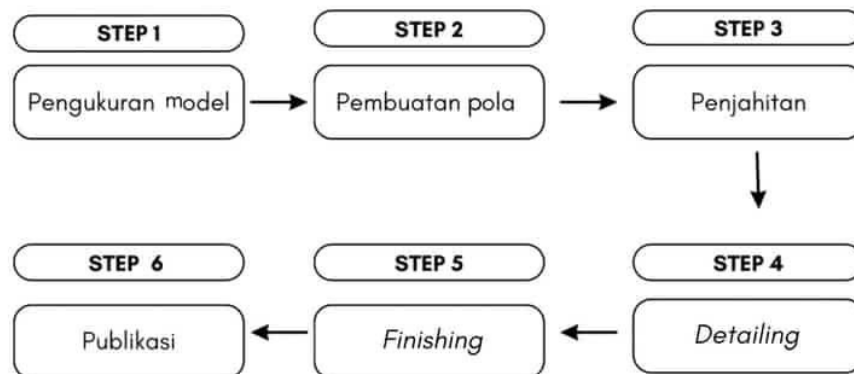 STEP 1
Pengukuran model
STEP 2
Pembuatan pola
STEP 3
Penjahitan
STEP 4
Detailing
STEP 5
Finishing
STEP 6
Publikasi